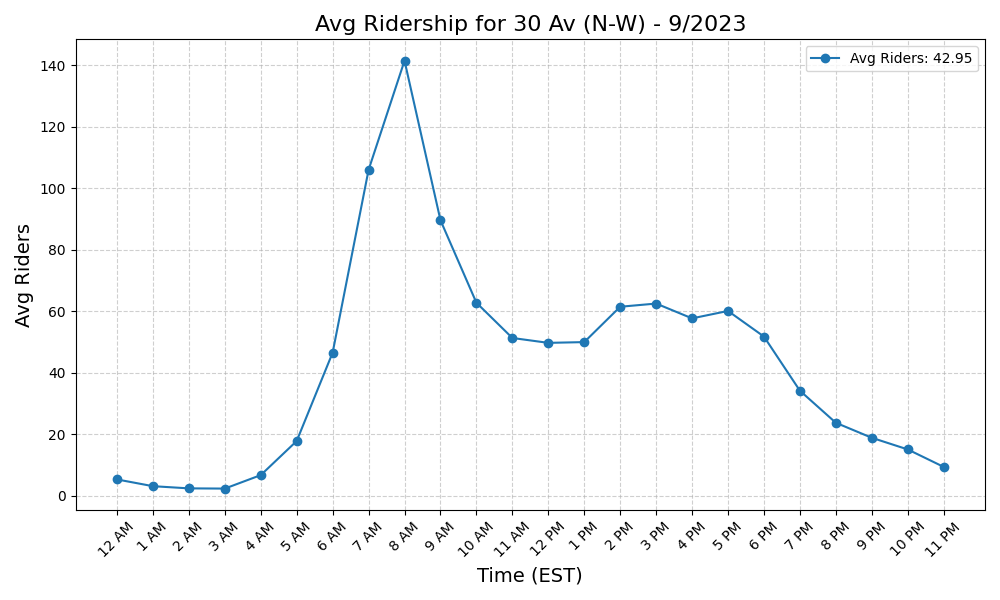 Avg Ridership for 30 Av (N-W) - 9/2023
Avg Riders: 42.95
Avg Riders
140
120
100
80
60
40
20
0
12 AM
1 AM
2 AM
3 AM
4 AM
5 AM
6 AM
7 AM
8 AM
9 AM
10 AM
11 AM
12 PM
1 PM
2 PM
3 PM
4 PM
5 PM
6 PM
7 PM
8 PM
9 PM
10 PM
11 PM
Time (EST)